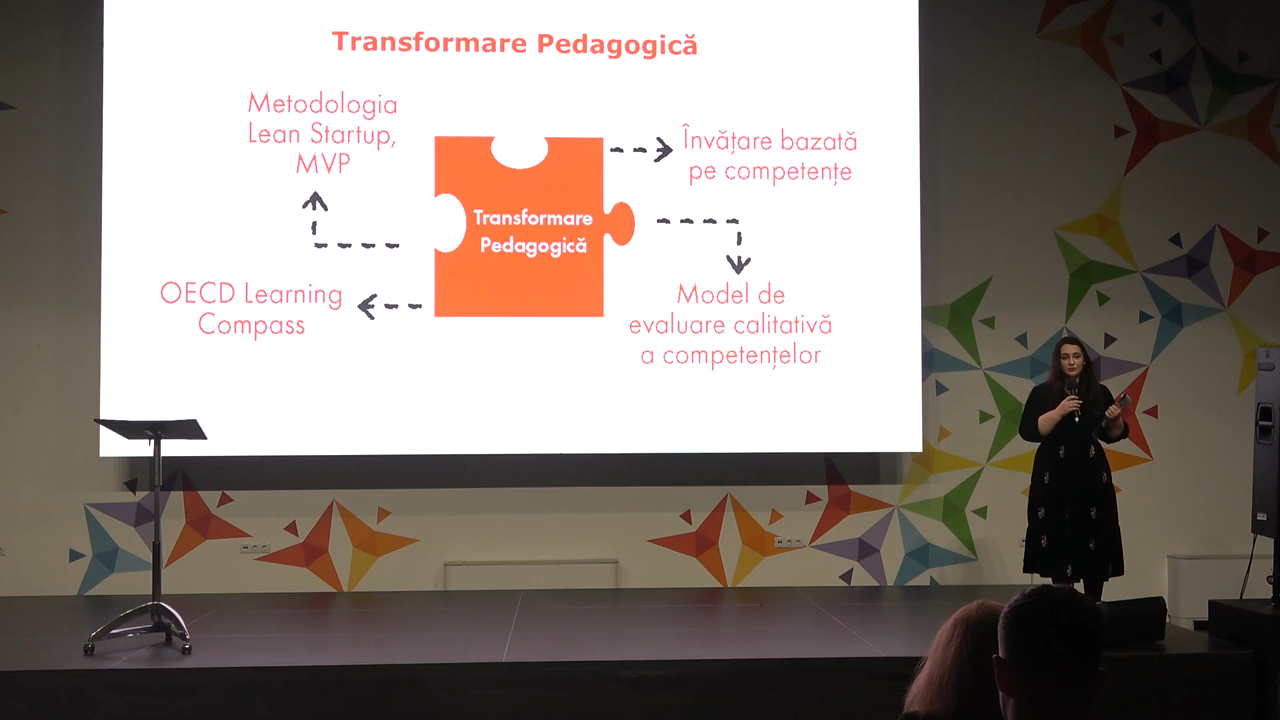 Transformare Pedagogică
Metodologia
Lean Startup,
MVP
Învățare bazată
pe competențe
Transformare
Pedagogică
OECD Learning
Compass
Model de
evaluare calitativă
a competențelor